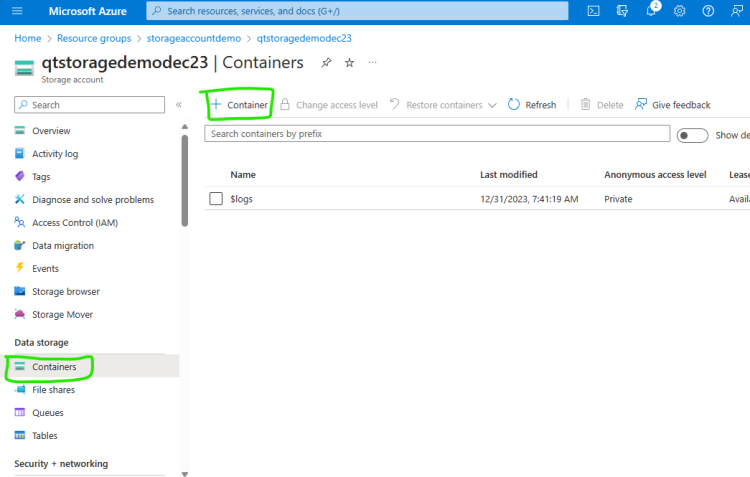 Microsoft Azure
Search resources, services, and docs (G+/)
2
Home > Resource groups > storageaccountdemo > qtstoragedemodec23
qtstoragedemodec23 | Containers
Storage account
Search
Container
Change access level
Restore containers
Refresh
Delete
Give feedback
Overview
Activity log
Tags
Diagnose and solve problems
Access Control (IAM)
Data migration
Events
Storage browser
Storage Mover
Data storage
Containers
File shares
Queues
Tables
Security + networking
Search containers by prefix
Show de
Name Last modified Anonymous access level Lease
$logs 12/31/2023, 7:41:19 AM Private Availa